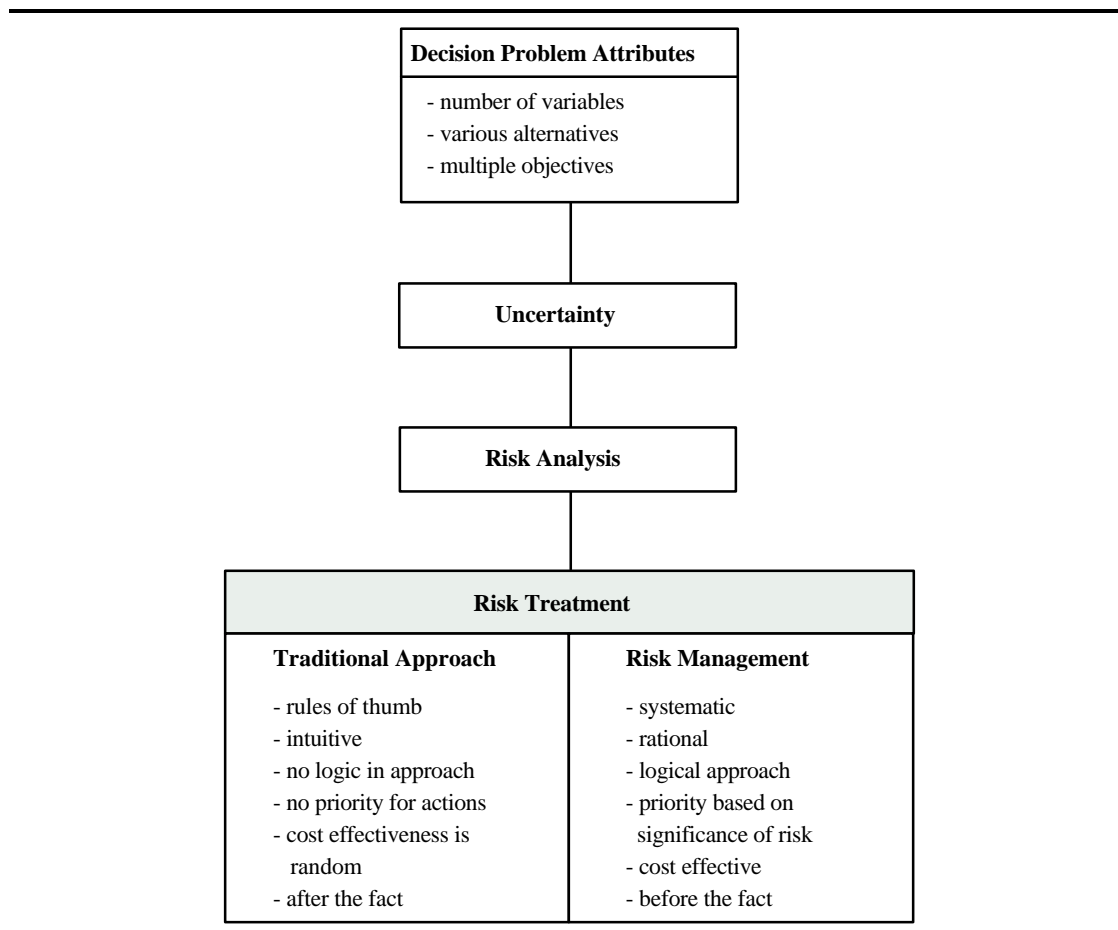 Decision Problem Attributes
- number of variables
- various alternatives
- multiple objectives
Uncertainty
Risk Analysis
Risk Treatment
Traditional Approach
- rules of thumb
- intuitive
- no logic in approach
- no priority for actions
- cost effectiveness is
random
- after the fact
Risk Management
- systematic
- rational
- logical approach
- priority based on
significance of risk
- cost effective
- before the fact